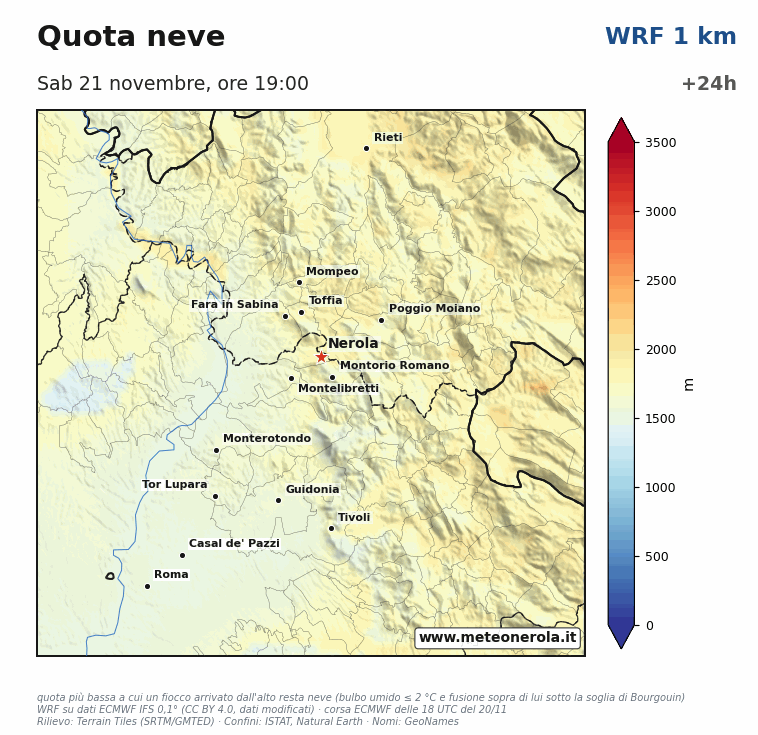 Quota neve
WRF 1 km
Sab 21 novembre, ore 19:00
+24h
Rieti
Mompeo
Toffia
Fara in Sabina
Poggio Moiano
Nerola
Montorio Romano
Montelibretti
Monterotondo
Tor Lupara
Guidonia
Tivoli
Casal de' Pazzi
Roma
www.meteonerola.it
3500
3000
2500
2000
1500
1000
500
0
m
quota più bassa a cui un fiocco arrivato dall'alto resta neve (bulbo umido ≤ 2 °C e fusione sopra di lui sotto la soglia di Bourgouin)
WRF su dati ECMWF IFS 0,1° (CC BY 4.0, dati modificati) · corsa ECMWF delle 18 UTC del 20/11
Rilievo: Terrain Tiles (SRTM/GMTED) · Confini: ISTAT, Natural Earth · Nomi: GeoNames